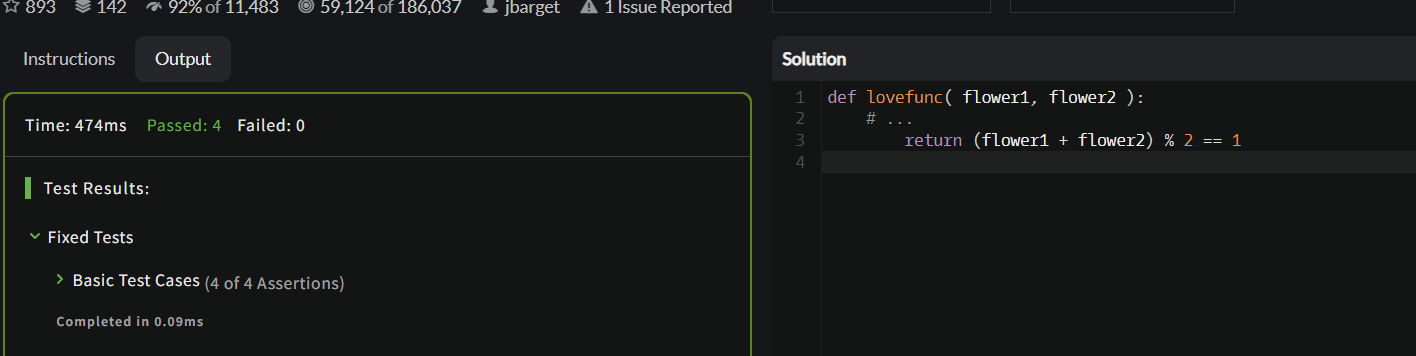 893 142 92% of 11,483 59,124 of 186,037 jbarget 1 Issue Reported
Instructions Output
Time: 474ms Passed: 4 Failed: 0
Test Results:
Fixed Tests
Basic Test Cases (4 of 4 Assertions)
Completed in 0.09ms
Solution
1 def lovefunc( flower1, flower2 ):
2 # ...
3 return (flower1 + flower2) % 2 == 1
4